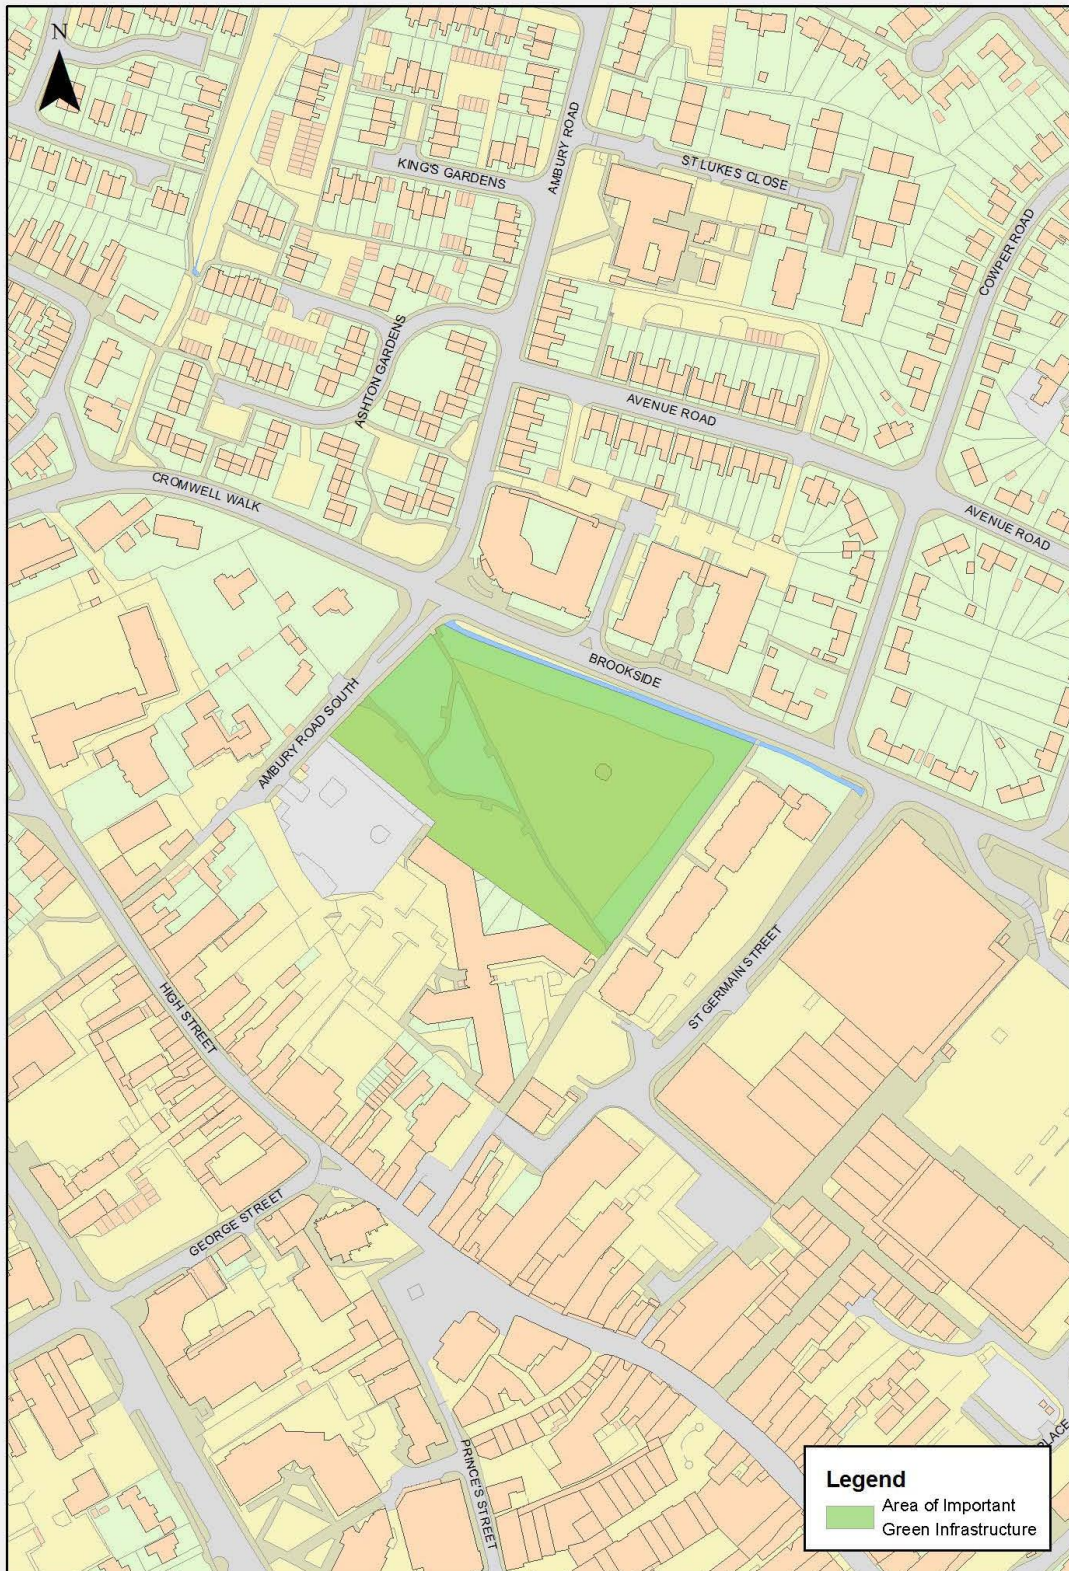 N
AMBURY ROAD
KING'S GARDENS
ST LUKES CLOSE
COWPER ROAD
ASHTON GARDENS
AVENUE ROAD
CROMWELL WALK
AVENUE ROAD
BROOKSIDE
AMBURY ROAD SOUTH
ST GERMAIN STREET
HIGH STREET
GEORGE STREET
PRINCE'S STREET
PLACE
Legend
Area of Important
Green Infrastructure